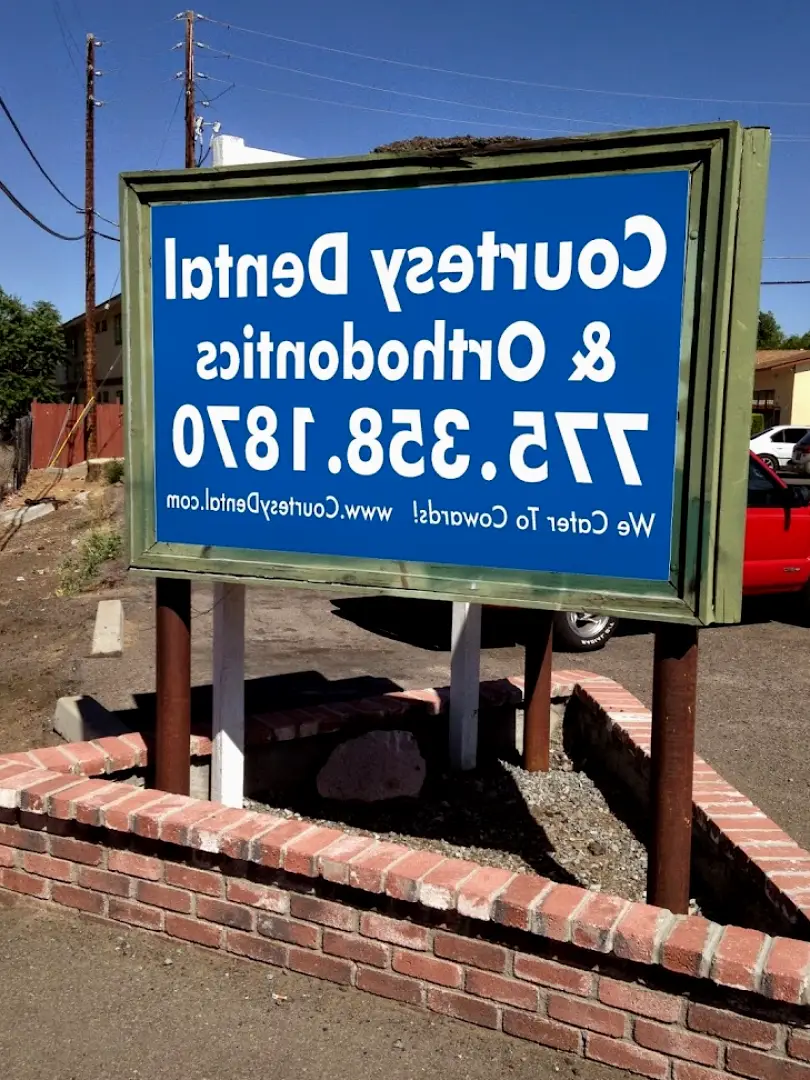 Courtesy Dental
& Orthodontics
775.358.1870
We Cater To Cowards! www.CourtesyDental.com